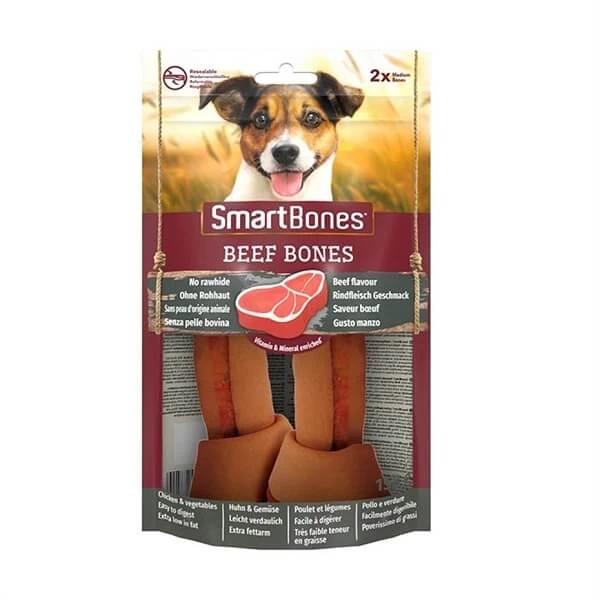 Resealable
Wiederverschließbar
2x Medium
Bones
SmartBones
BEEF BONES
No rawhide
Ohne Rohhaut
Sans peau d'origine animale
Senza pelle bovina
Beef flavour
Rindfleisch Geschmack
Saveur bœuf
Gusto manzo
Vitamin & Mineral enriched
Chicken & vegetables
Easy to digest
Extra low in fat
Huhn & Gemüse
Leicht verdaulich
Extra fettarm
Poulet et légumes
Facile à digérer
Très faible teneur
en graisse
Pollo e verdure
Facilmente digeribile
Poverissimo di grassi